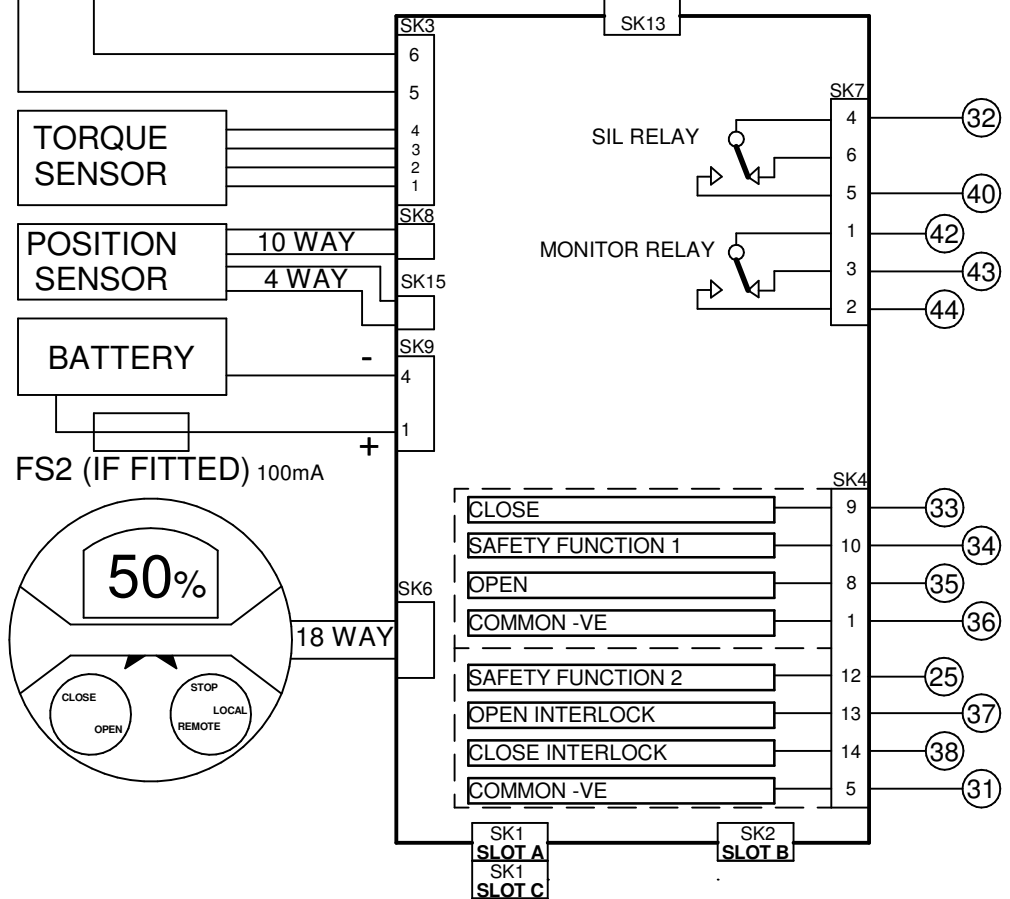 SK3
SK13
6
5
4
3
2
1
TORQUE
SENSOR
SK8
POSITION
SENSOR
10 WAY
4 WAY
SK15
BATTERY
-
SK9
4
1
+
FS2 (IF FITTED) 100mA
50%
CLOSE
OPEN
STOP
LOCAL
REMOTE
18 WAY
SK6
SK7
SIL RELAY
4 32
6
5 40
MONITOR RELAY
1 42
3 43
2 44
SK4
CLOSE 9 33
SAFETY FUNCTION 1 10 34
OPEN 8 35
COMMON -VE 1 36
SAFETY FUNCTION 2 12 25
OPEN INTERLOCK 13 37
CLOSE INTERLOCK 14 38
COMMON -VE 5 31
SK1
SLOT A
SK1
SLOT C
SK2
SLOT B